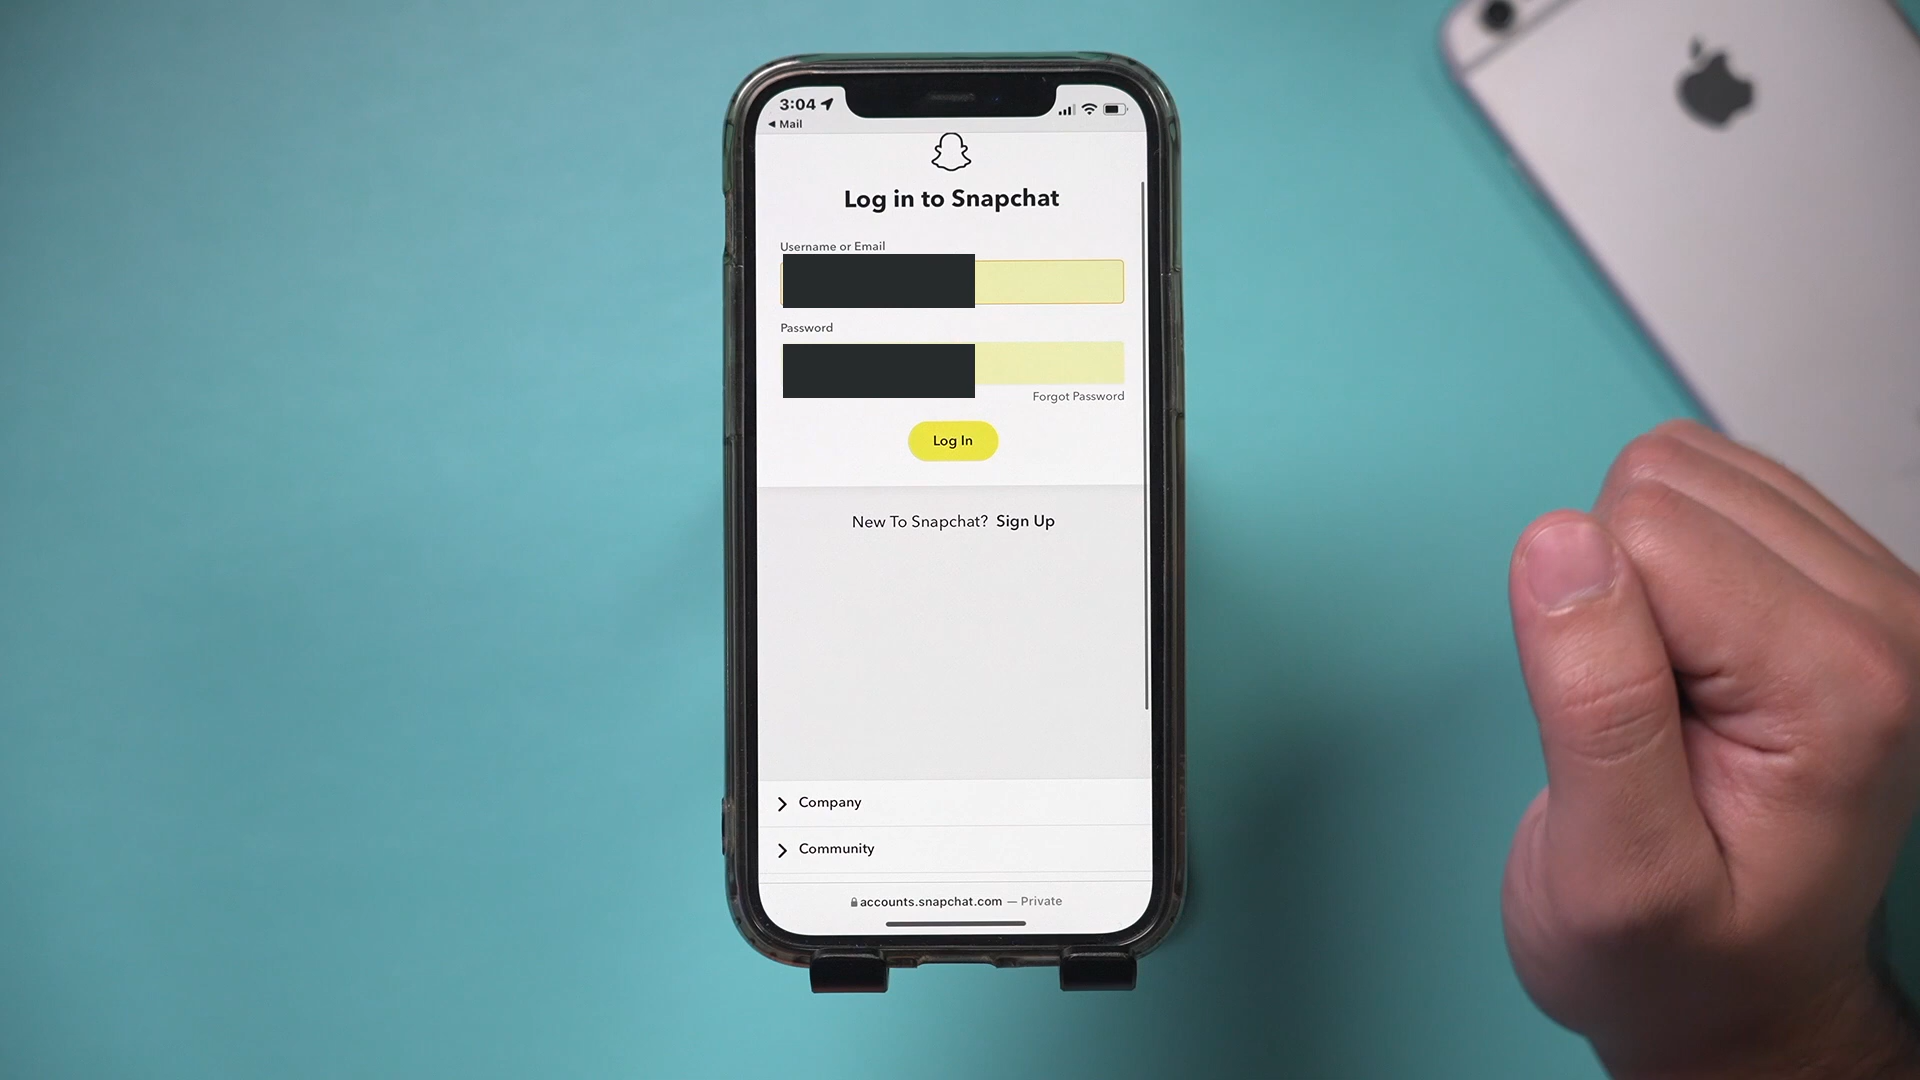 3:04
◀ Mail
Log in to Snapchat
Username or Email
Password
Forgot Password
Log In
New To Snapchat? Sign Up
Company
Community
accounts.snapchat.com — Private